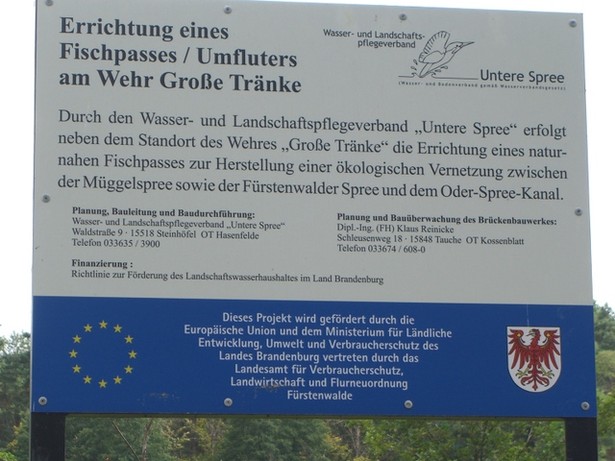 Errichtung eines
Fischpasses / Umfluters
am Wehr Große Tränke
Wasser- und Landschafts-
pflegeverband
Untere Spree
(Wasser- und Bodenverband gemäß Wasserverbandsgesetz)
Durch den Wasser- und Landschaftspflegeverband „Untere Spree“ erfolgt
neben dem Standort des Wehres „Große Tränke“ die Errichtung eines natur-
nahen Fischpasses zur Herstellung einer ökologischen Vernetzung zwischen
der Müggelspree sowie der Fürstenwalder Spree und dem Oder-Spree-Kanal.
Planung, Bauleitung und Baudurchführung:
Wasser- und Landschaftspflegeverband „Untere Spree“
Waldstraße 9 · 15518 Steinhöfel OT Hasenfelde
Telefon 033635 / 3900
Planung und Bauüberwachung des Brückenbauwerkes:
Dipl.-Ing. (FH) Klaus Reinicke
Schleusenweg 18 · 15848 Tauche OT Kossenblatt
Telefon 033674 / 608-0
Finanzierung :
Richtlinie zur Förderung des Landschaftswasserhaushaltes im Land Brandenburg
Dieses Projekt wird gefördert durch die
Europäische Union und dem Ministerium für Ländliche
Entwicklung, Umwelt und Verbraucherschutz des
Landes Brandenburg vertreten durch das
Landesamt für Verbraucherschutz,
Landwirtschaft und Flurneuordnung
Fürstenwalde